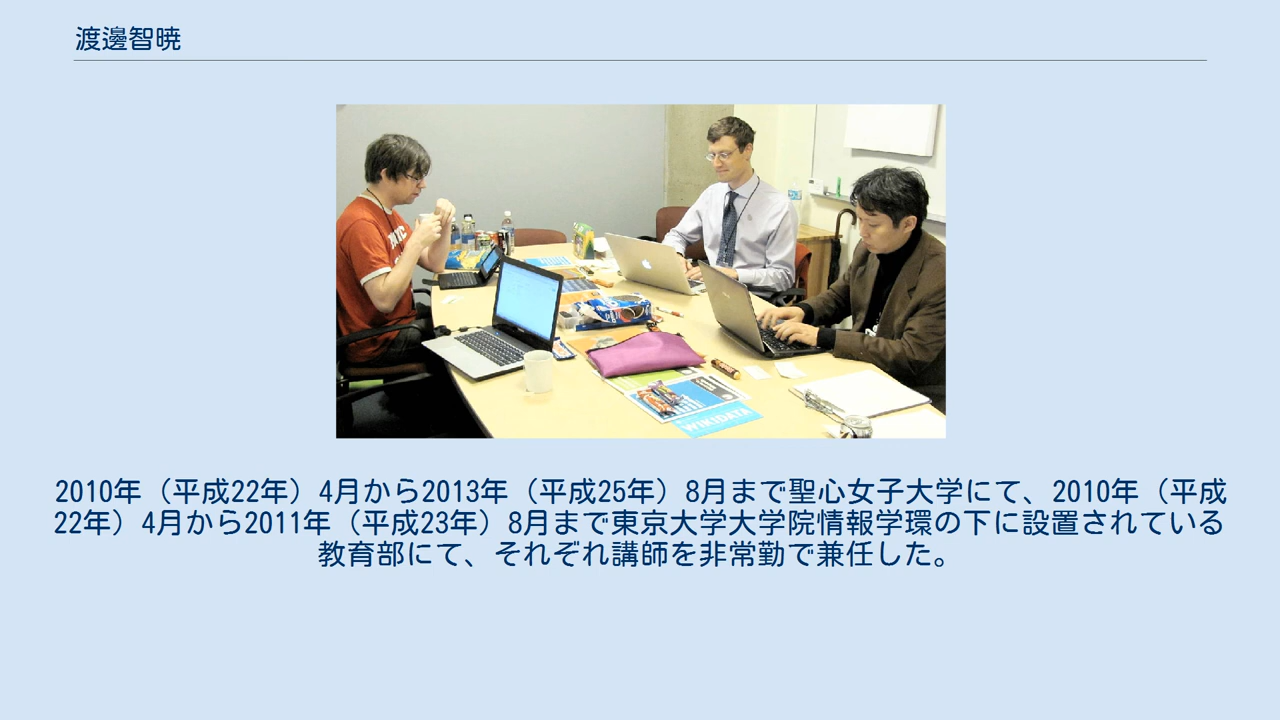 渡邊智暁
WIKIDATA
2010年（平成22年）4月から2013年（平成25年）8月まで聖心女子大学にて、2010年（平成
22年）4月から2011年（平成23年）8月まで東京大学大学院情報学環の下に設置されている
教育部にて、それぞれ講師を非常勤で兼任した。